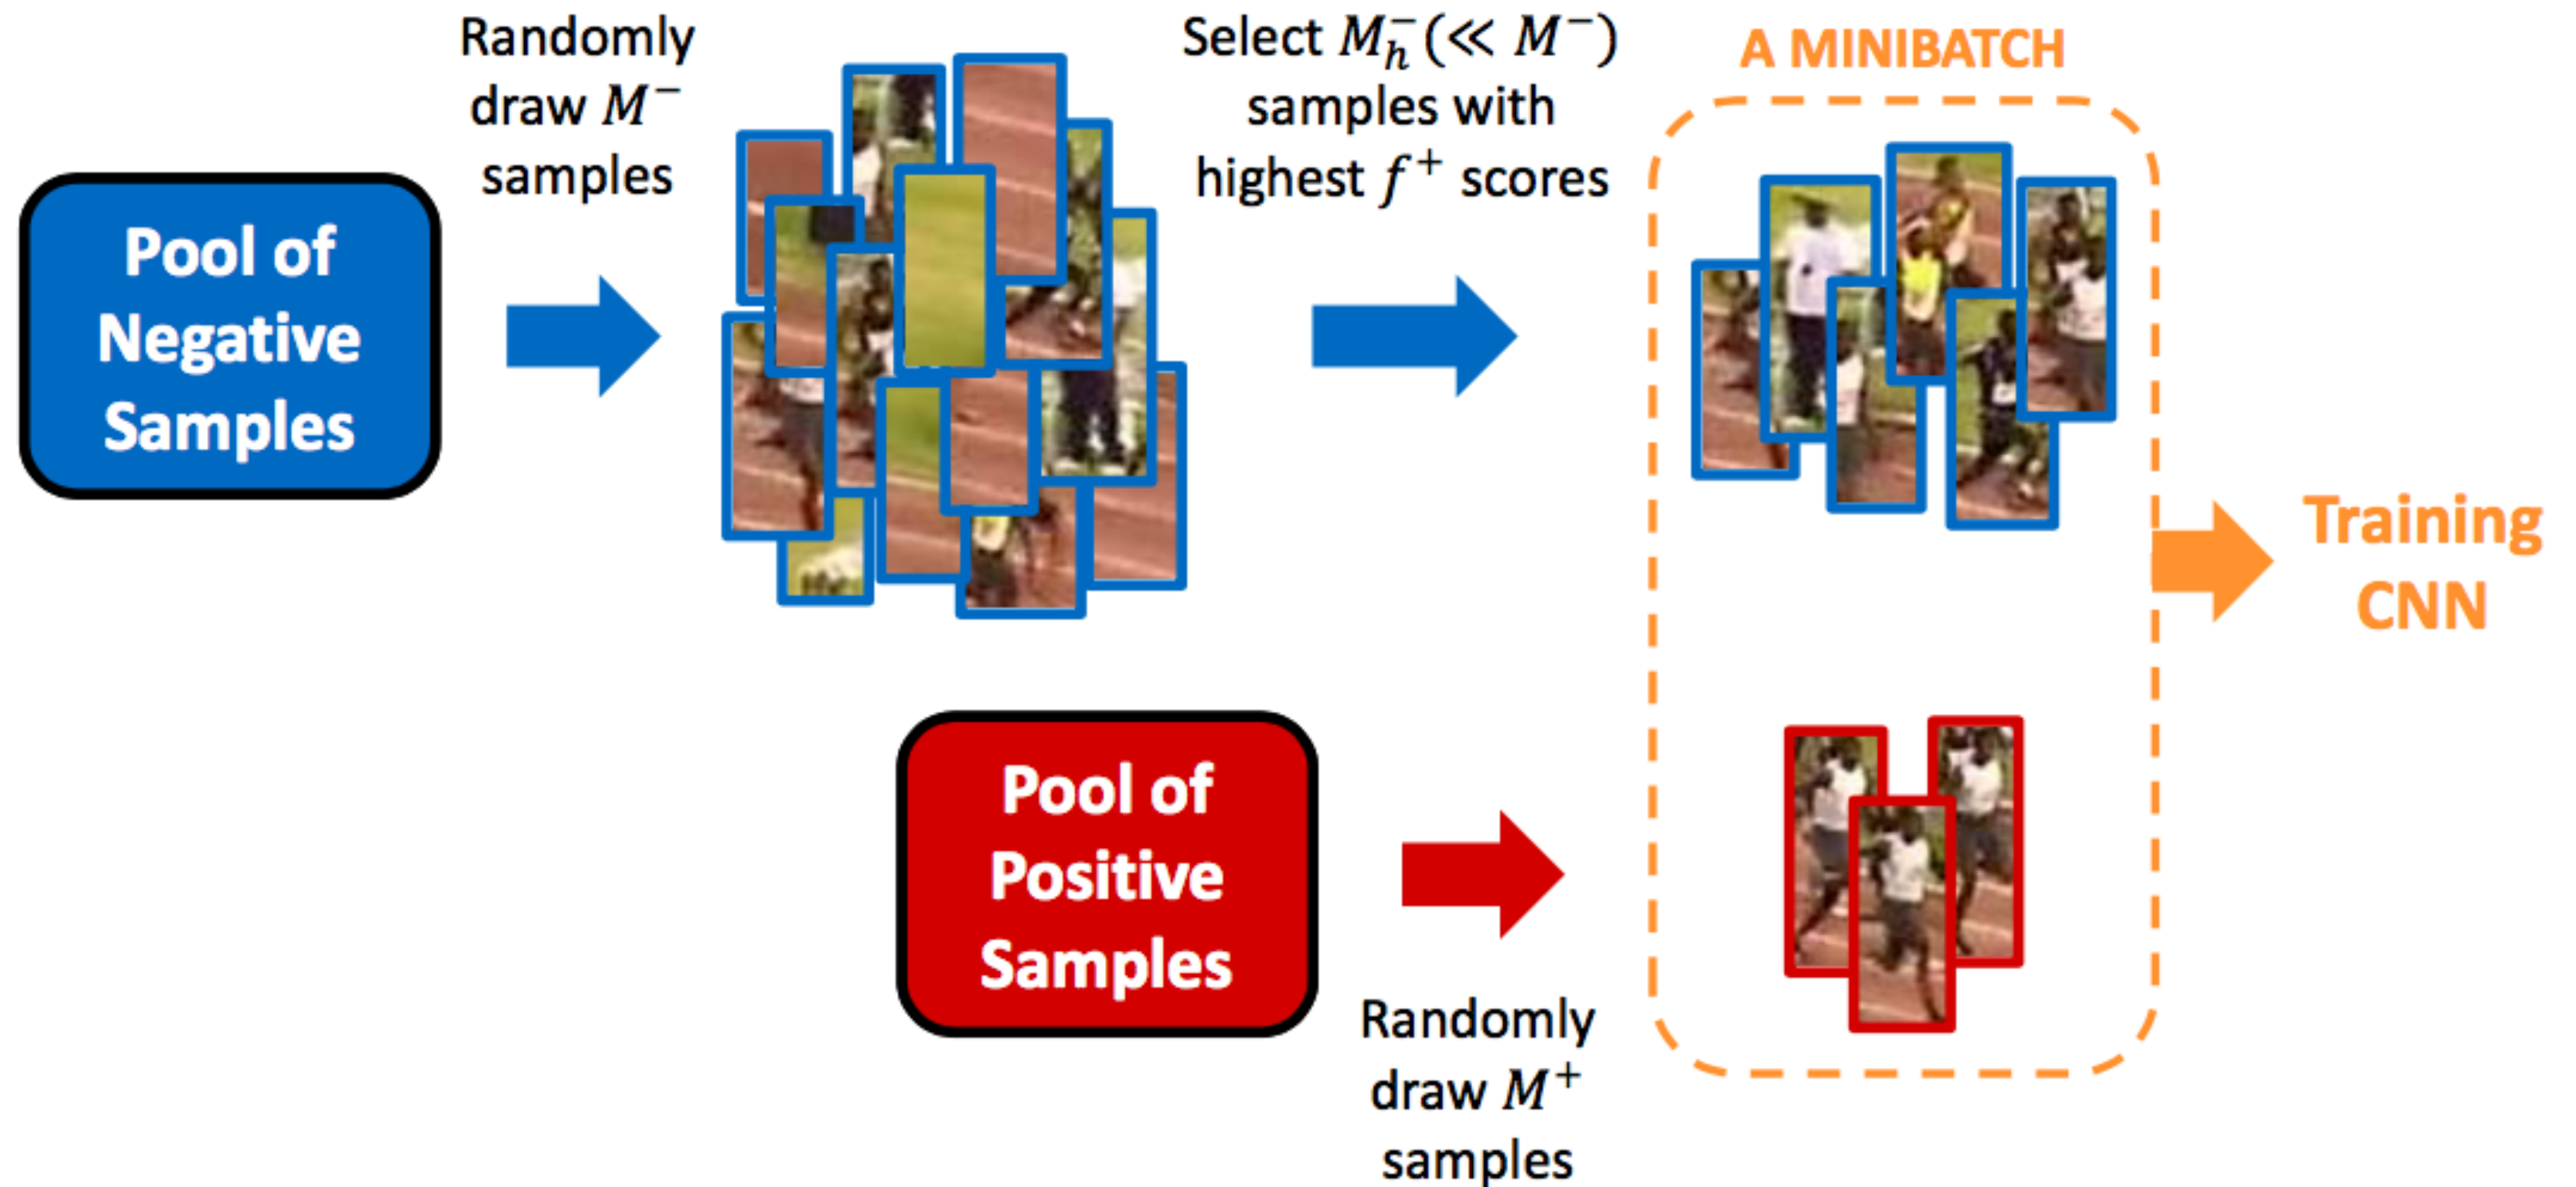 Randomly
draw M⁻
samples
Select M_h⁻(≪ M⁻)
samples with
highest f⁺ scores
A MINIBATCH
Pool of
Negative
Samples
Training
CNN
Pool of
Positive
Samples
Randomly
draw M⁺
samples